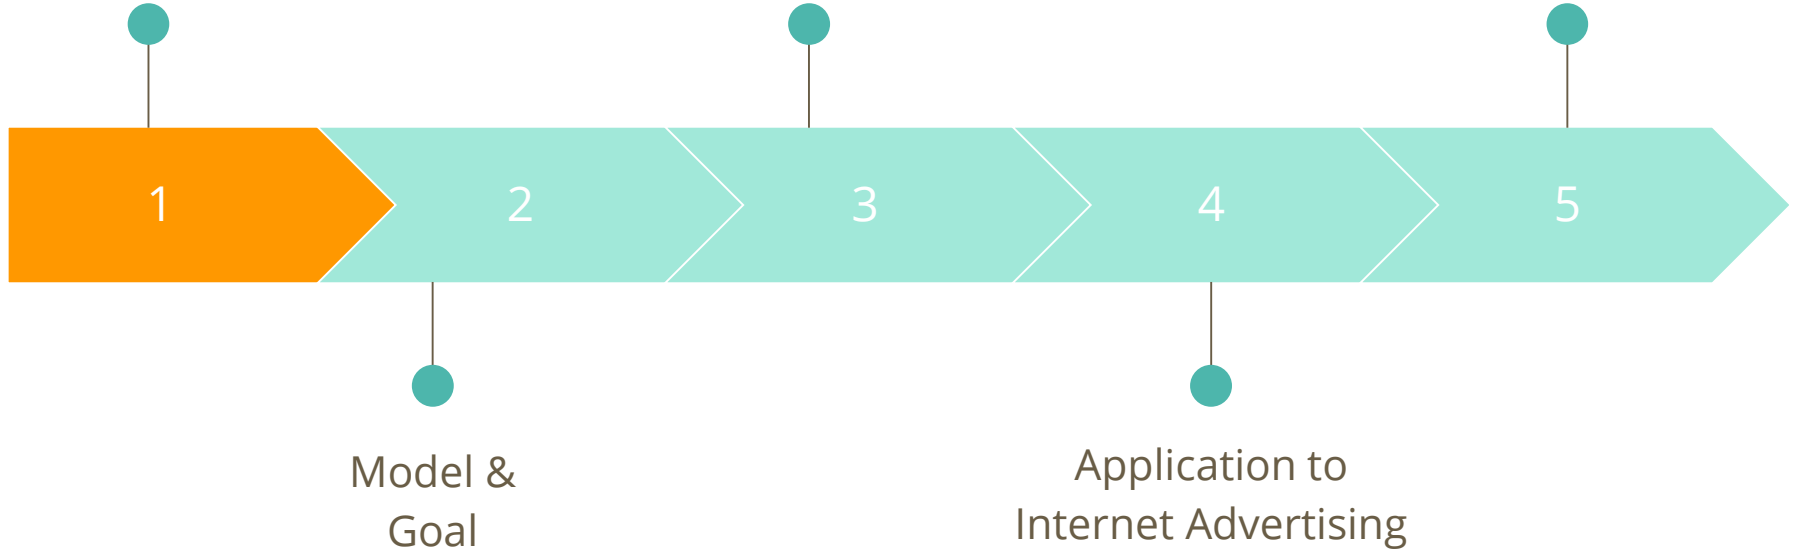 1
2
3
4
5
Model &
Goal
Application to
Internet Advertising